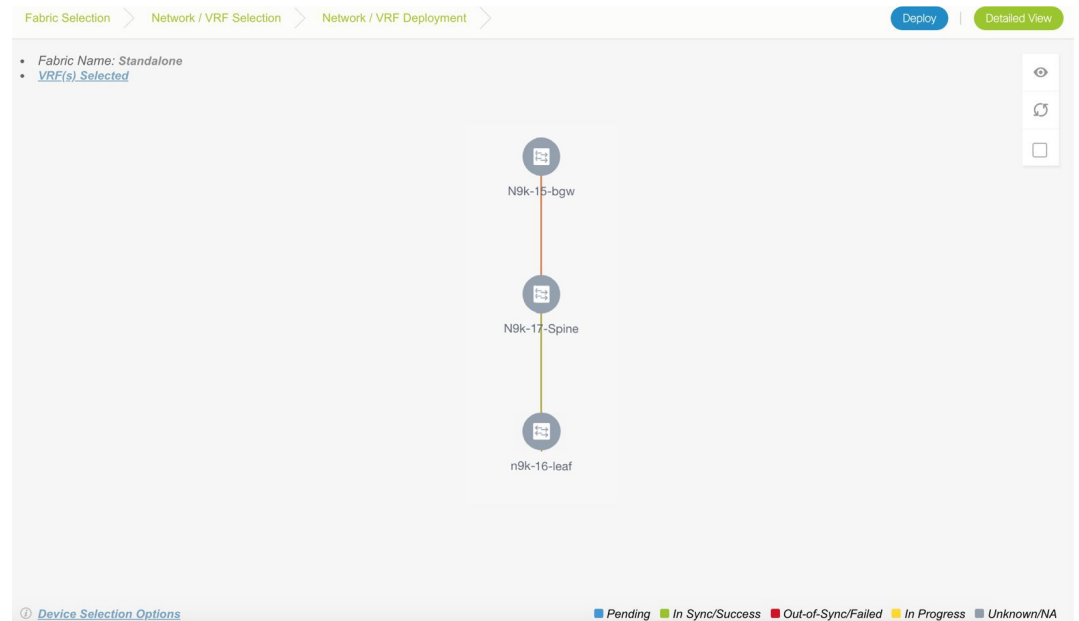 Fabric Selection Network / VRF Selection Network / VRF Deployment Deploy | Detailed View
• Fabric Name: Standalone
• VRF(s) Selected
N9k-15-bgw
N9k-17-Spine
n9k-16-leaf
Device Selection Options Pending In Sync/Success Out-of-Sync/Failed In Progress Unknown/NA